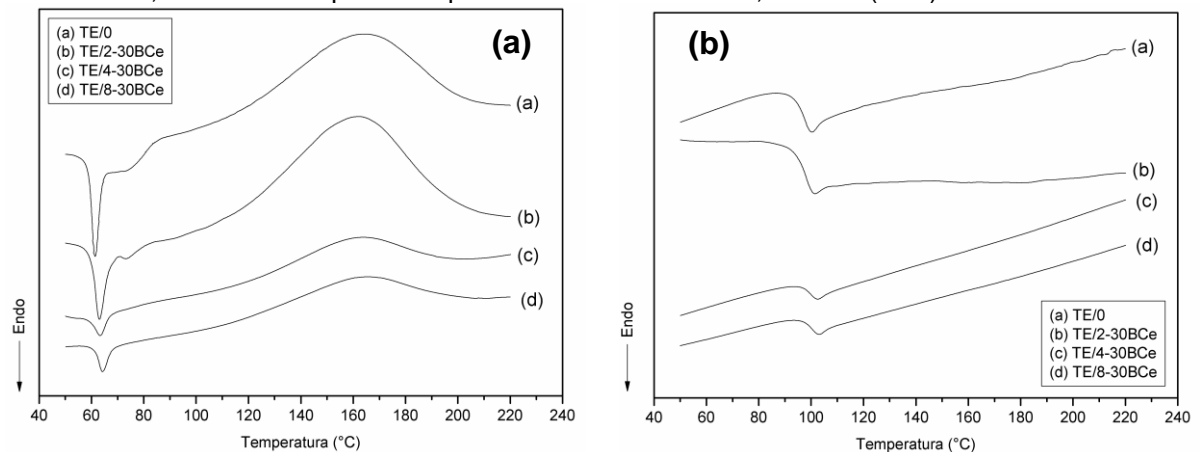 (a)
(a) TE/0
(b) TE/2-30BCe
(c) TE/4-30BCe
(d) TE/8-30BCe
(a)
(b)
(c)
(d)
Endo
40 60 80 100 120 140 160 180 200 220 240
Temperatura (°C)
(b)
(a)
(b)
(c)
(d)
(a) TE/0
(b) TE/2-30BCe
(c) TE/4-30BCe
(d) TE/8-30BCe
Endo
40 60 80 100 120 140 160 180 200 220 240
Temperatura (°C)